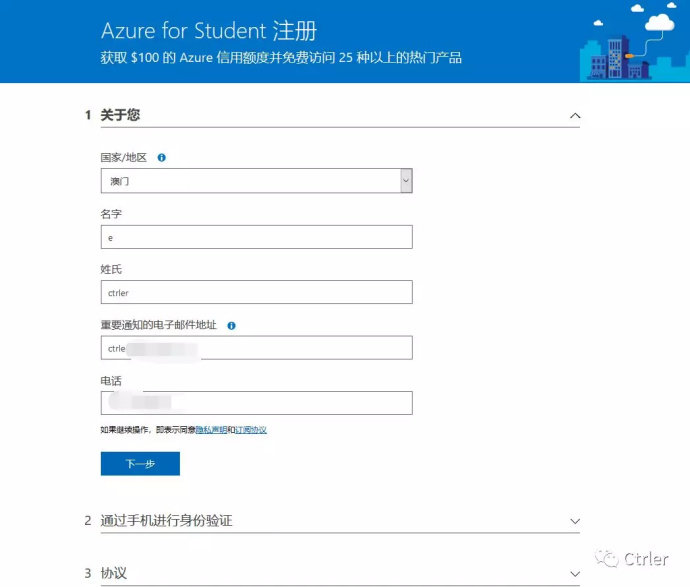 Azure for Student 注册
获取 $100 的 Azure 信用额度并免费访问 25 种以上的热门产品
1 关于您
国家/地区
澳门
名字
e
姓氏
ctrler
重要通知的电子邮件地址
ctrle
电话
如果继续操作，即表示同意隐私声明和订阅协议
下一步
2 通过手机进行身份验证
3 协议
Ctrler